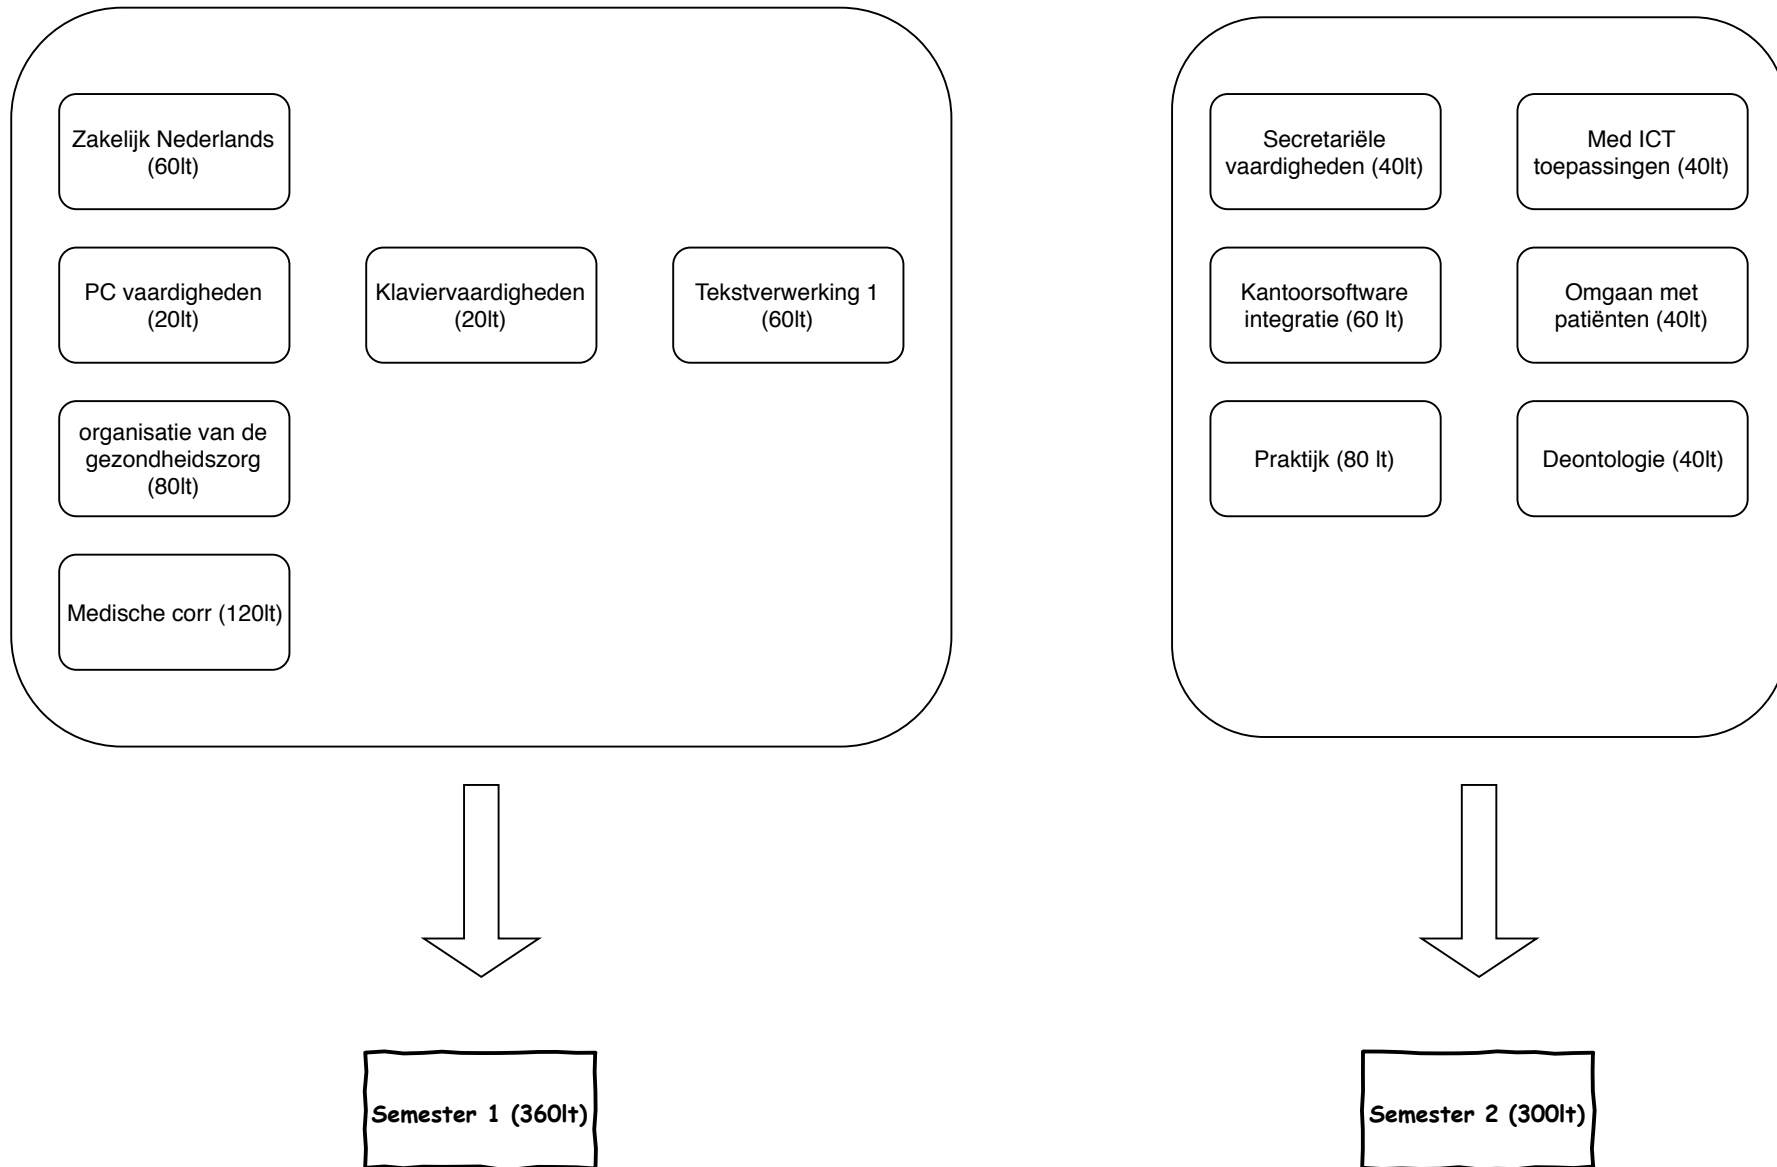 Zakelijk Nederlands
(60lt)
PC vaardigheden
(20lt)
Klaviervaardigheden
(20lt)
Tekstverwerking 1
(60lt)
organisatie van de
gezondheidszorg
(80lt)
Medische corr (120lt)
Semester 1 (360lt)
Secretariële
vaardigheden (40lt)
Med ICT
toepassingen (40lt)
Kantoorsoftware
integratie (60 lt)
Omgaan met
patiënten (40lt)
Praktijk (80 lt)
Deontologie (40lt)
Semester 2 (300lt)